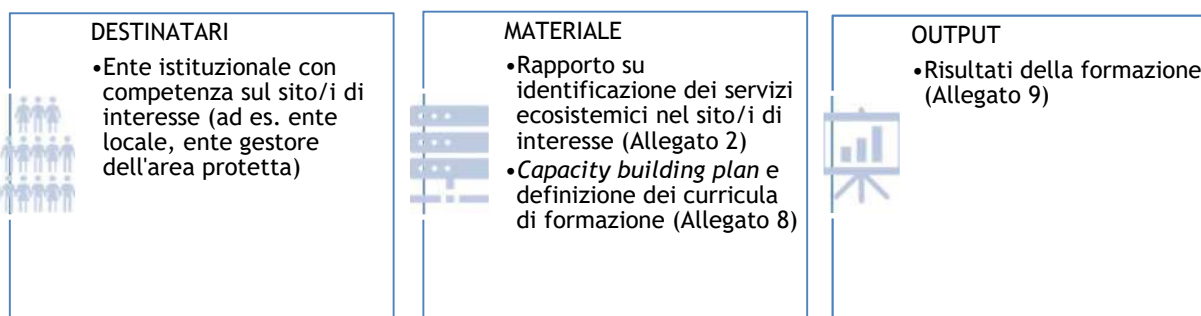 DESTINATARI
•Ente istituzionale con
competenza sul sito/i di
interesse (ad es. ente
locale, ente gestore
dell'area protetta)
MATERIALE
•Rapporto su
identificazione dei servizi
ecosistemici nel sito/i di
interesse (Allegato 2)
•Capacity building plan e
definizione dei curricula
di formazione (Allegato 8)
OUTPUT
•Risultati della formazione
(Allegato 9)